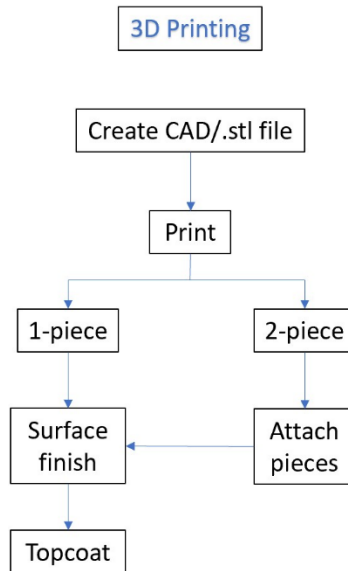 3D Printing
Create CAD/.stl file
Print
1-piece
2-piece
Surface
finish
Attach
pieces
Topcoat